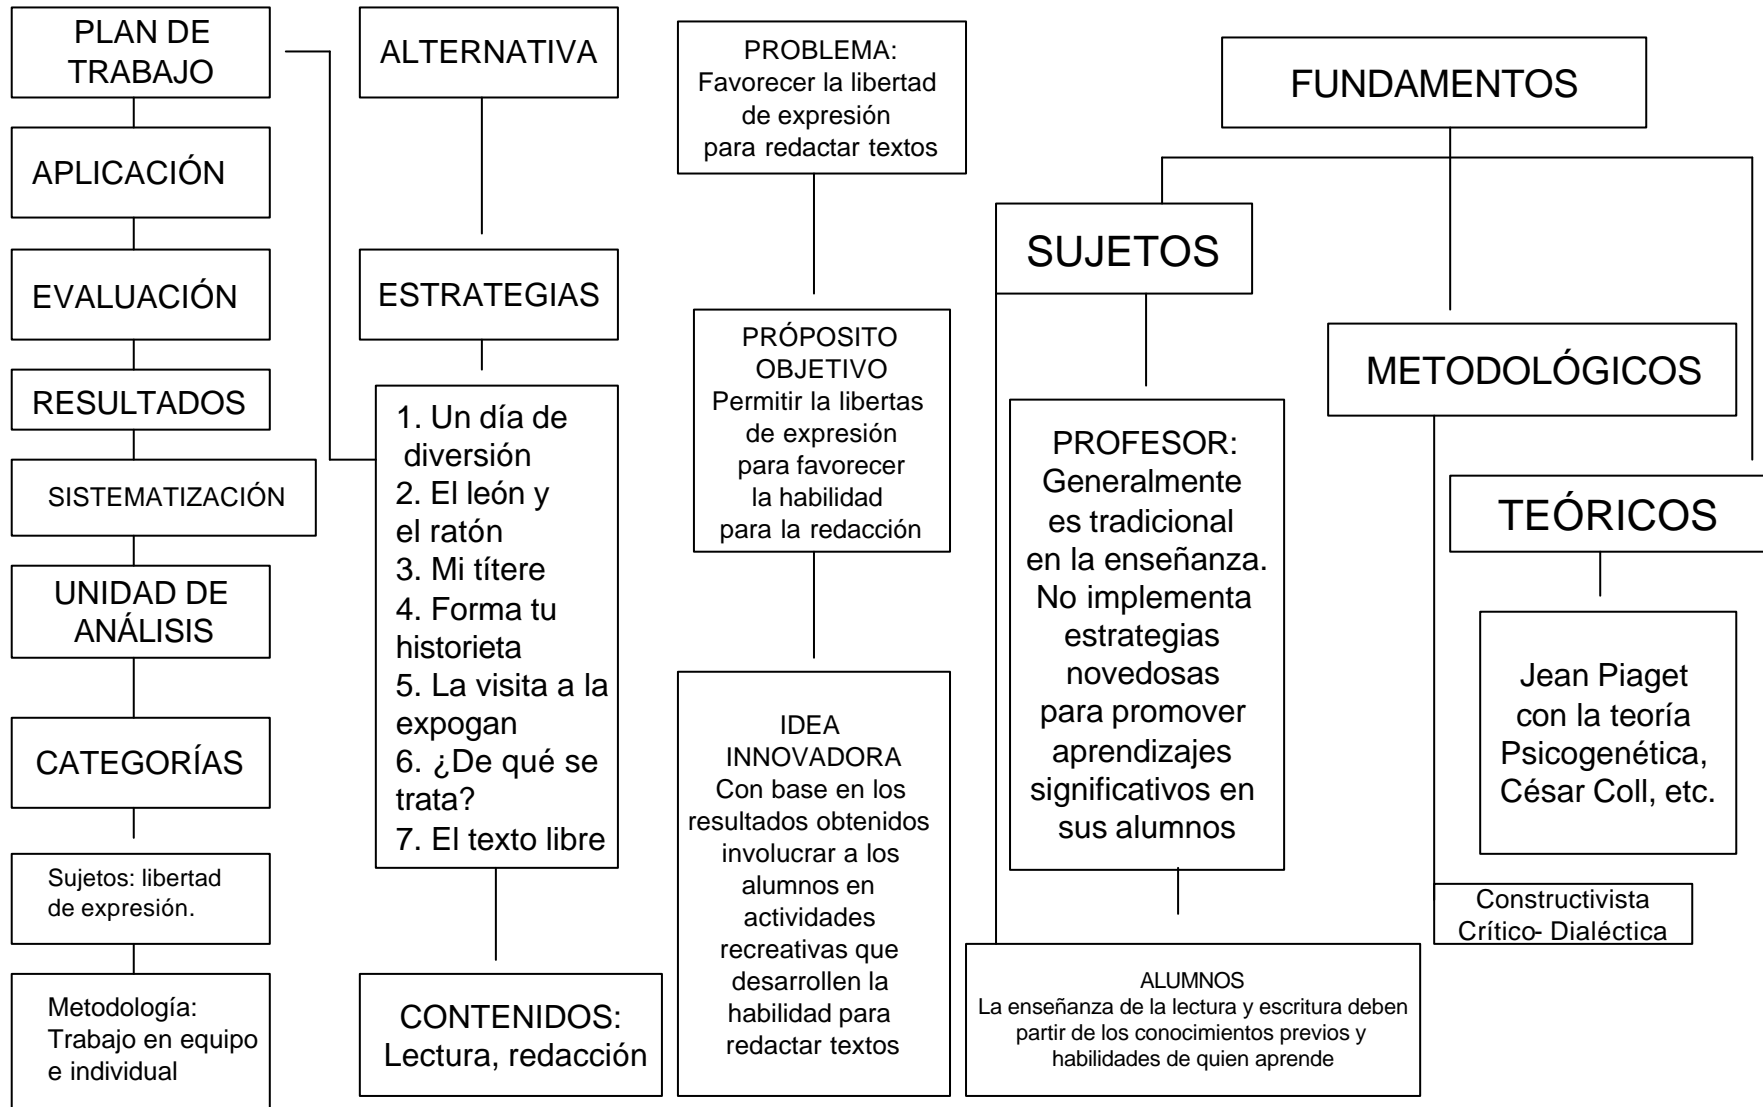 PLAN DE
TRABAJO
APLICACIÓN
EVALUACIÓN
RESULTADOS
SISTEMATIZACIÓN
UNIDAD DE
ANÁLISIS
CATEGORÍAS
Sujetos: libertad
de expresión.
Metodología:
Trabajo en equipo
e individual
ALTERNATIVA
ESTRATEGIAS
1. Un día de
diversión
2. El león y
el ratón
3. Mi títere
4. Forma tu
historieta
5. La visita a la
expogan
6. ¿De qué se
trata?
7. El texto libre
CONTENIDOS:
Lectura, redacción
PROBLEMA:
Favorecer la libertad
de expresión
para redactar textos
PRÓPOSITO
OBJETIVO
Permitir la libertas
de expresión
para favorecer
la habilidad
para la redacción
IDEA
INNOVADORA
Con base en los
resultados obtenidos
involucrar a los
alumnos en
actividades
recreativas que
desarrollen la
habilidad para
redactar textos
FUNDAMENTOS
SUJETOS
PROFESOR:
Generalmente
es tradicional
en la enseñanza.
No implementa
estrategias
novedosas
para promover
aprendizajes
significativos en
sus alumnos
ALUMNOS
La enseñanza de la lectura y escritura deben
partir de los conocimientos previos y
habilidades de quien aprende
METODOLÓGICOS
Constructivista
Crítico- Dialéctica
TEÓRICOS
Jean Piaget
con la teoría
Psicogenética,
César Coll, etc.